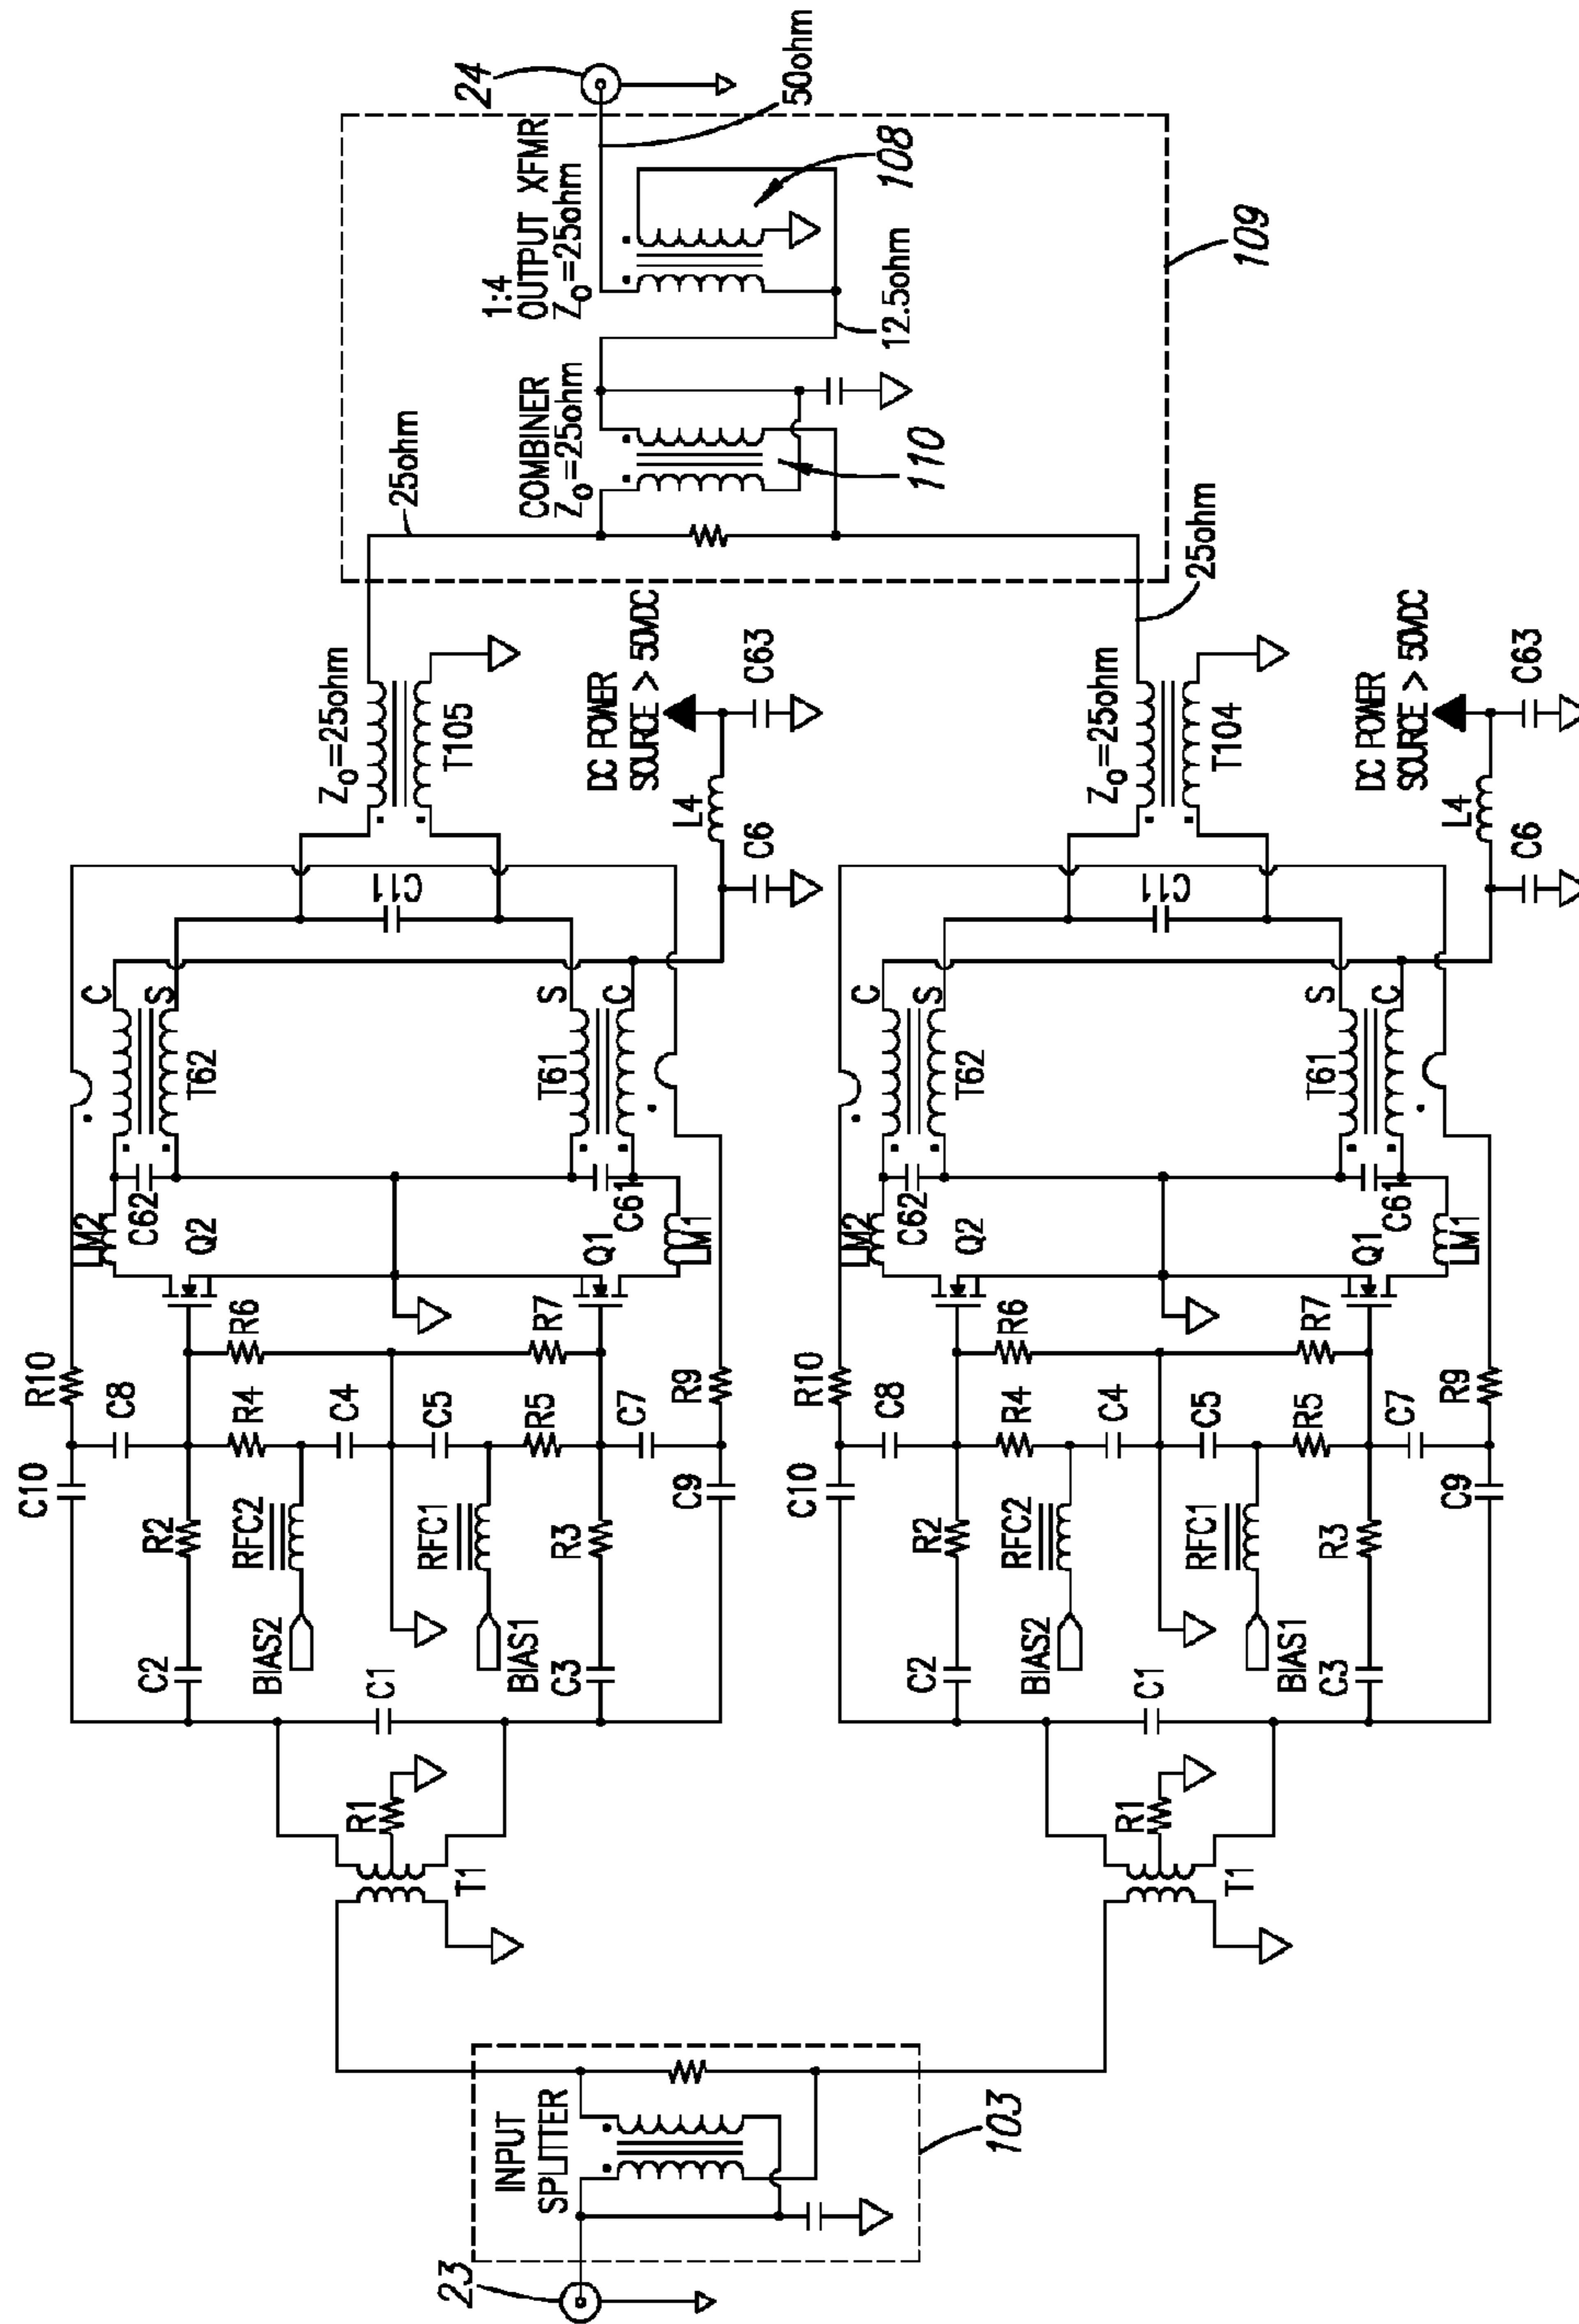 23
INPUT
SPLITTER
103
T1
R1
C10
C2
R2
C8
R10
BIAS2
RFC2
R4
R6
C4
C1
BIAS1
RFC1
C5
R5
R7
C3
R3
C7
C9
R9
Q2
Q1
LM2
LM1
C62
C61
T62
C
S
T61
S
C
C11
L4
C6
C63
DC POWER
SOURCE > 50VDC
Zo=25ohm
T105
T1
R1
C10
C2
R2
C8
R10
BIAS2
RFC2
R4
R6
C4
C1
BIAS1
RFC1
C5
R5
R7
C3
R3
C7
C9
R9
Q2
Q1
LM2
LM1
C62
C61
T62
C
S
T61
S
C
C11
L4
C6
C63
DC POWER
SOURCE > 50VDC
Zo=25ohm
T104
25ohm
25ohm
COMBINER
Zo=25ohm
110
1:4
OUTPUT XFMR
Zo=25ohm
108
12.5ohm
50ohm
109
24